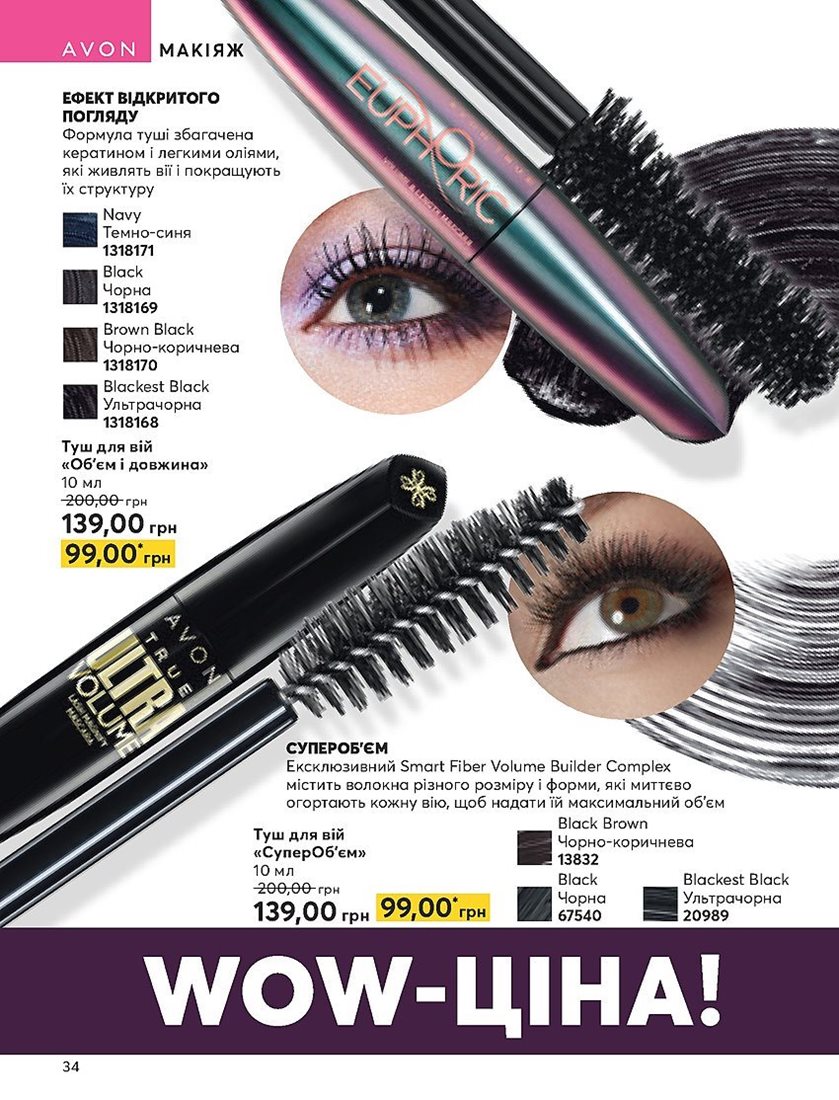 AVON МАКІЯЖ
ЕФЕКТ ВІДКРИТОГО
ПОГЛЯДУ
Формула туші збагачена
кератином і легкими оліями,
які живлять вії і покращують
їх структуру
Navy
Темно-синя
1318171
Black
Чорна
1318169
Brown Black
Чорно-коричнева
1318170
Blackest Black
Ультрачорна
1318168
Туш для вій
«Об'єм і довжина»
10 мл
200,00 грн
139,00 грн
99,00* грн
EUPHORIC
AVON
TRUE
ULTRA
VOLUME
LASH MAGNIFY
MASCARA
СУПЕРОБ'ЄМ
Ексклюзивний Smart Fiber Volume Builder Complex
містить волокна різного розміру і форми, які миттєво
огортають кожну вію, щоб надати їй максимальний об'єм
Туш для вій
«СуперОб'єм»
10 мл
200,00 грн
139,00 грн 99,00* грн
Black Brown
Чорно-коричнева
13832
Black
Чорна
67540
Blackest Black
Ультрачорна
20989
WOW-ЦІНА!
34